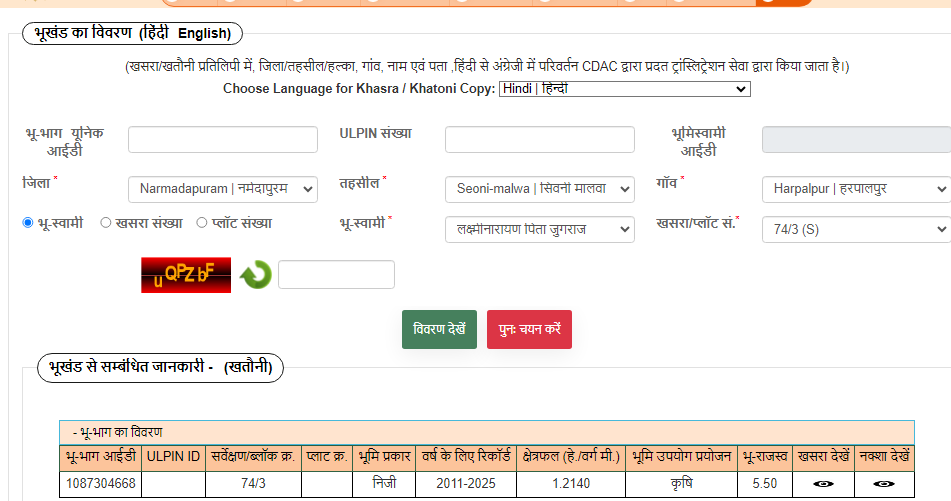 भूखंड का विवरण (हिंदी English)
(खसरा/खतौनी प्रतिलिपी में, जिला/तहसील/हल्का, गांव, नाम एवं पता ,हिंदी से अंग्रेजी में परिवर्तन CDAC द्वारा प्रदत ट्रांस्लिट्रेशन सेवा द्वारा किया जाता है।)
Choose Language for Khasra / Khatoni Copy: Hindi | हिन्दी
भू-भाग यूनिक आईडी ULPIN संख्या भूमिस्वामी आईडी
जिला * Narmadapuram | नर्मदापुरम तहसील * Seoni-malwa | सिवनी मालवा गाँव * Harpalpur | हरपालपुर
भू-स्वामी खसरा संख्या प्लॉट संख्या भू-स्वामी * लक्ष्मीनारायण पिता जुगराज खसरा/प्लॉट सं.* 74/3 (S)
uQPZbF
विवरण देखें पुनः चयन करें
भूखंड से सम्बंधित जानकारी - (खतौनी)
- भू-भाग का विवरण
भू-भाग आईडी ULPIN ID सर्वेक्षण/ब्लॉक क्र. प्लाट क्र. भूमि प्रकार वर्ष के लिए रिकॉर्ड क्षेत्रफल (हे./वर्ग मी.) भूमि उपयोग प्रयोजन भू-राजस्व खसरा देखें नक्शा देखें
1087304668 74/3 निजी 2011-2025 1.2140 कृषि 5.50